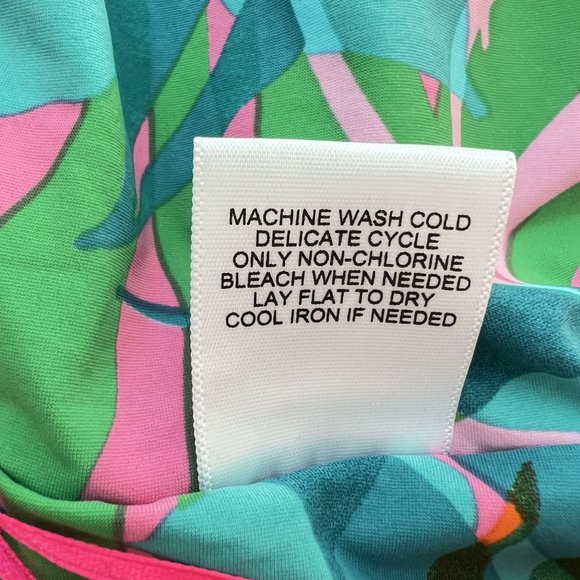 MACHINE WASH COLD
DELICATE CYCLE
ONLY NON-CHLORINE
BLEACH WHEN NEEDED
LAY FLAT TO DRY
COOL IRON IF NEEDED